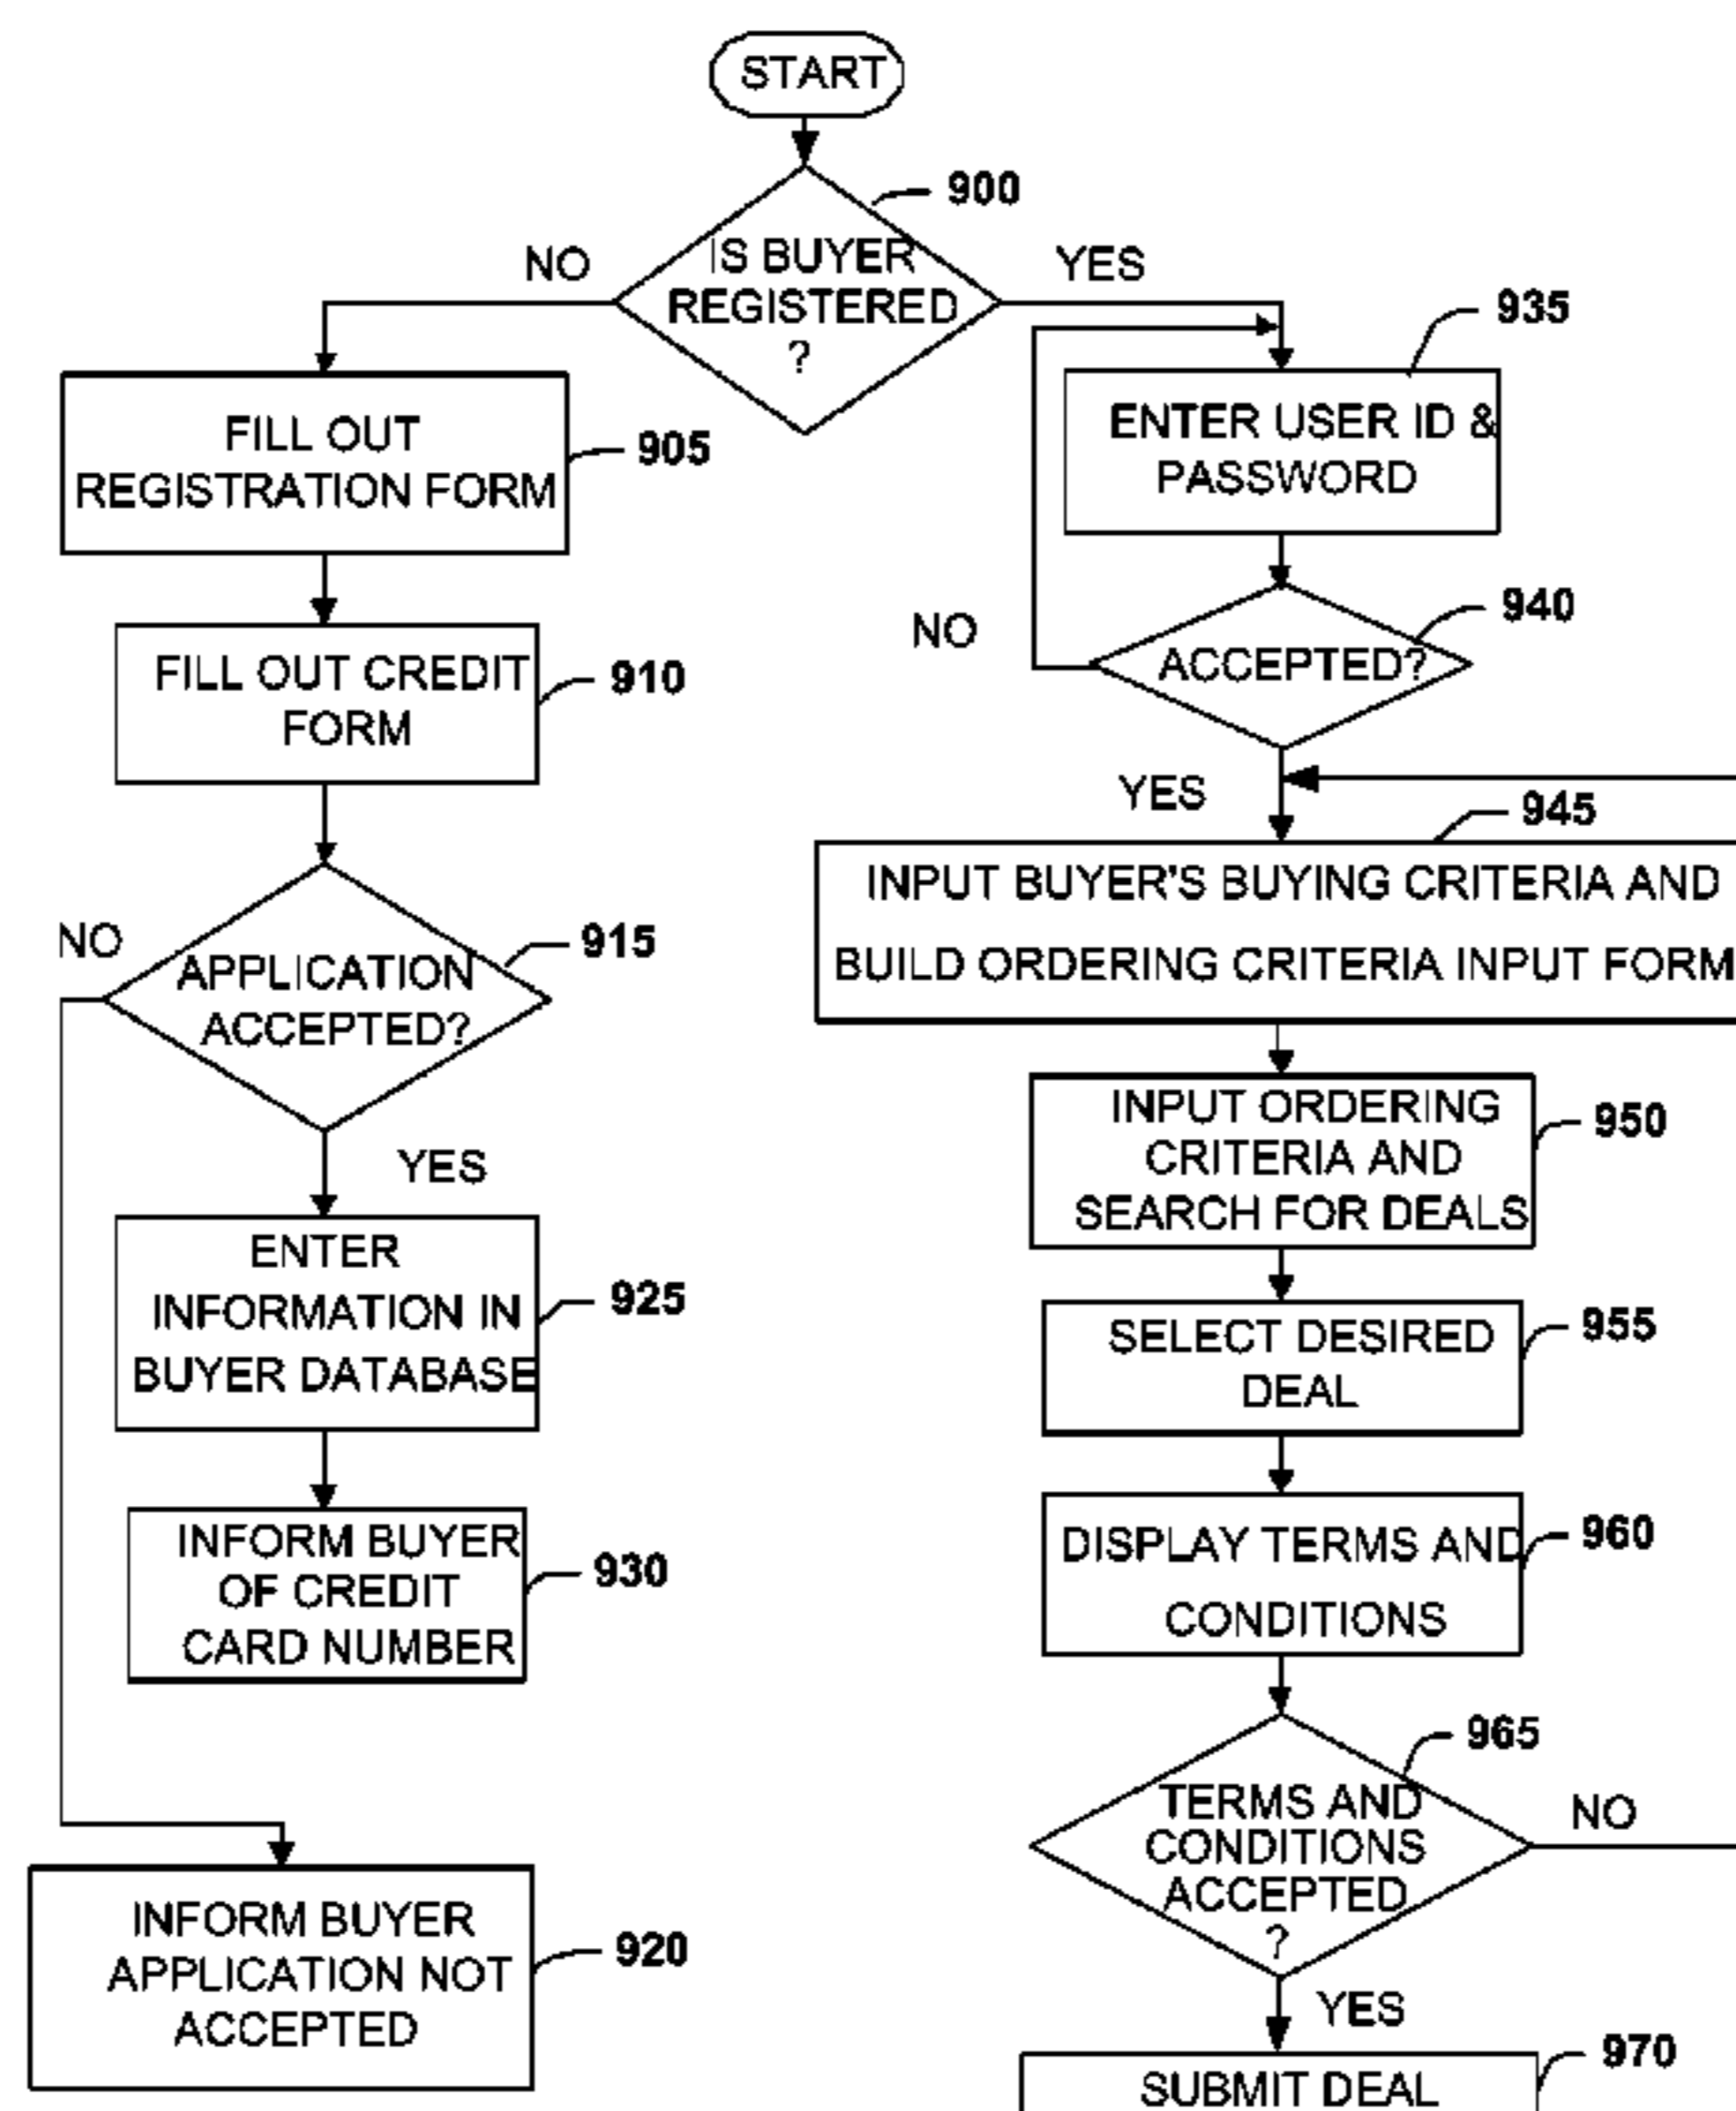 START
900
IS BUYER
REGISTERED
?
NO
YES
FILL OUT
REGISTRATION FORM
905
FILL OUT CREDIT
FORM
910
APPLICATION
ACCEPTED?
915
NO
YES
ENTER
INFORMATION IN
BUYER DATABASE
925
INFORM BUYER
OF CREDIT
CARD NUMBER
930
INFORM BUYER
APPLICATION NOT
ACCEPTED
920
935
ENTER USER ID &
PASSWORD
940
ACCEPTED?
NO
YES
945
INPUT BUYER'S BUYING CRITERIA AND
BUILD ORDERING CRITERIA INPUT FORM
INPUT ORDERING
CRITERIA AND
SEARCH FOR DEALS
950
SELECT DESIRED
DEAL
955
DISPLAY TERMS AND
CONDITIONS
960
965
TERMS AND
CONDITIONS
ACCEPTED
?
NO
YES
970
SUBMIT DEAL